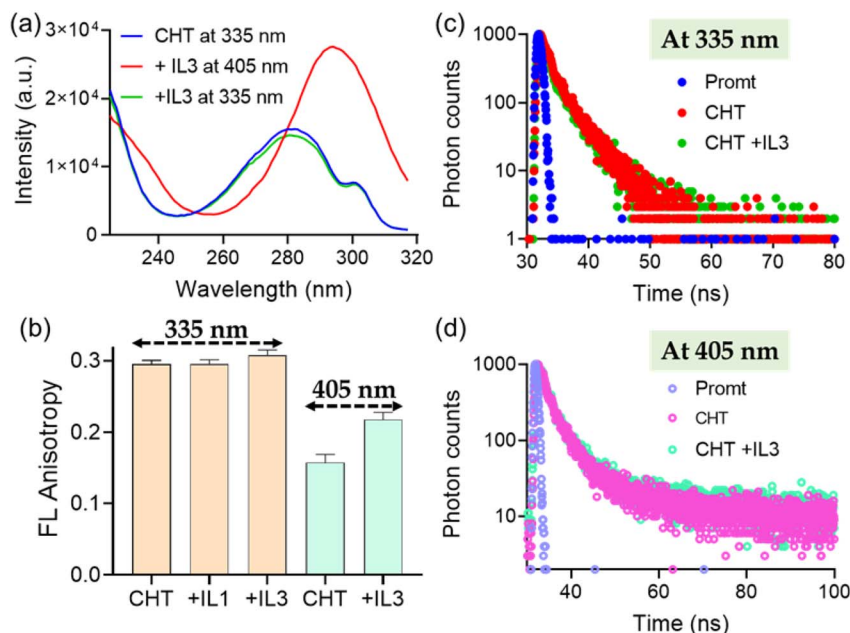 (a)
3×10⁴
2×10⁴
1×10⁴
0
Intensity (a.u.)
CHT at 335 nm
+ IL3 at 405 nm
+IL3 at 335 nm
240 260 280 300 320
Wavelength (nm)
(c)
At 335 nm
Promt
CHT
CHT +IL3
1000
100
10
1
Photon counts
30 40 50 60 70 80
Time (ns)
(b)
335 nm
405 nm
0.3
0.2
0.1
0.0
FL Anisotropy
CHT +IL1 +IL3 CHT +IL3
(d)
At 405 nm
Promt
CHT
CHT +IL3
1000
100
10
Photon counts
40 60 80 100
Time (ns)